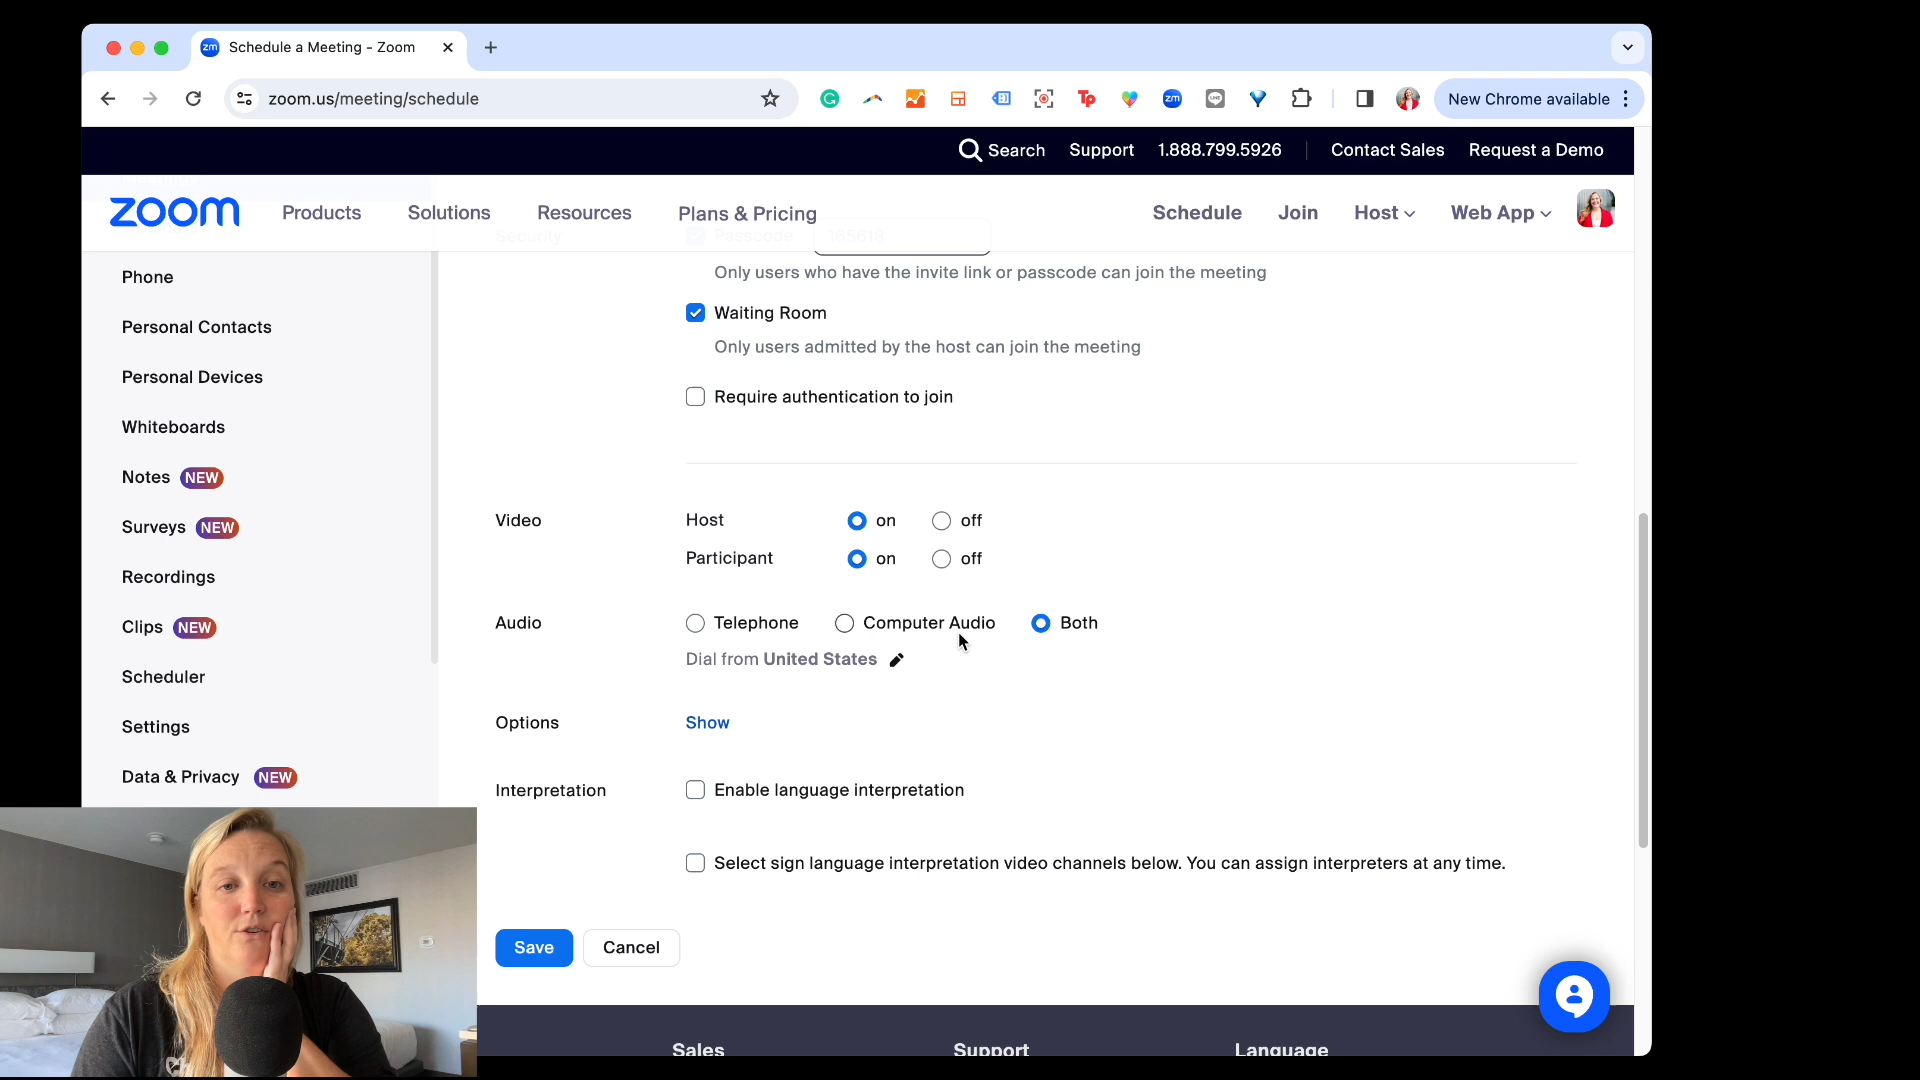 zm Schedule a Meeting - Zoom
zoom.us/meeting/schedule
Tp
zm
New Chrome available
Search
Support
1.888.799.5926
Contact Sales
Request a Demo
zoom
Products
Solutions
Resources
Plans & Pricing
Schedule
Join
Host
Web App
Security
Passcode
165618
Only users who have the invite link or passcode can join the meeting
Phone
Personal Contacts
Personal Devices
Whiteboards
Notes NEW
Surveys NEW
Recordings
Clips NEW
Scheduler
Settings
Data & Privacy NEW
Waiting Room
Only users admitted by the host can join the meeting
Require authentication to join
Video Host on off
Participant on off
Audio Telephone Computer Audio Both
Dial from United States
Options Show
Interpretation Enable language interpretation
Select sign language interpretation video channels below. You can assign interpreters at any time.
Save
Cancel
Sales
Support
Language